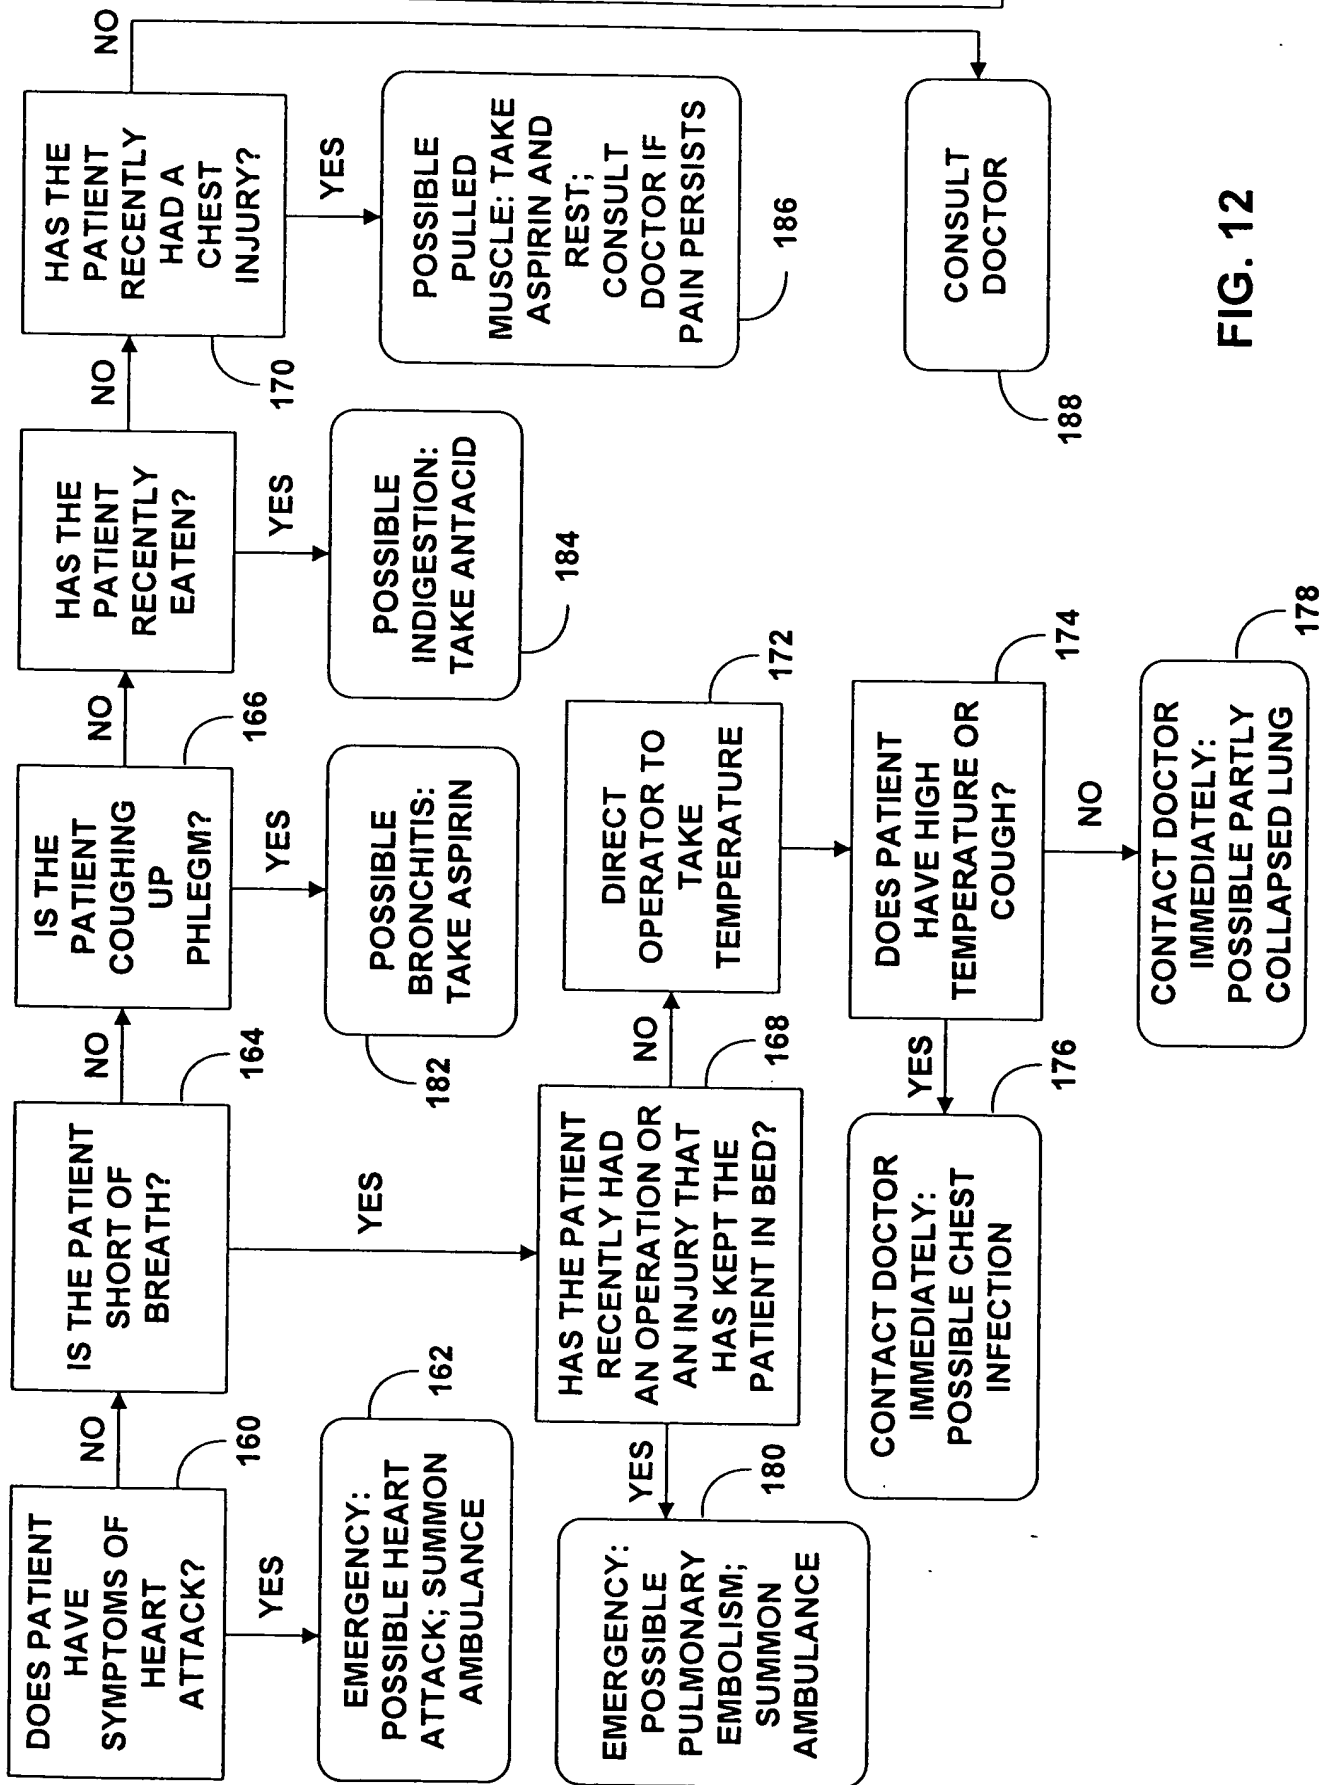 DOES PATIENT
HAVE
SYMPTOMS OF
HEART
ATTACK?
160
NO
YES
EMERGENCY:
POSSIBLE HEART
ATTACK; SUMMON
AMBULANCE
162
IS THE PATIENT
SHORT OF
BREATH?
164
NO
YES
IS THE
PATIENT
COUGHING
UP
PHLEGM?
166
NO
YES
POSSIBLE
BRONCHITIS:
TAKE ASPIRIN
182
HAS THE
PATIENT
RECENTLY
EATEN?
NO
YES
POSSIBLE
INDIGESTION:
TAKE ANTACID
184
HAS THE
PATIENT
RECENTLY
HAD A
CHEST
INJURY?
170
NO
YES
POSSIBLE
PULLED
MUSCLE: TAKE
ASPIRIN AND
REST;
CONSULT
DOCTOR IF
PAIN PERSISTS
186
CONSULT
DOCTOR
188
HAS THE PATIENT
RECENTLY HAD
AN OPERATION OR
AN INJURY THAT
HAS KEPT THE
PATIENT IN BED?
168
YES
NO
EMERGENCY:
POSSIBLE
PULMONARY
EMBOLISM;
SUMMON
AMBULANCE
180
DIRECT
OPERATOR TO
TAKE
TEMPERATURE
172
DOES PATIENT
HAVE HIGH
TEMPERATURE OR
COUGH?
174
YES
NO
CONTACT DOCTOR
IMMEDIATELY:
POSSIBLE CHEST
INFECTION
176
CONTACT DOCTOR
IMMEDIATELY:
POSSIBLE PARTLY
COLLAPSED LUNG
178
FIG. 12